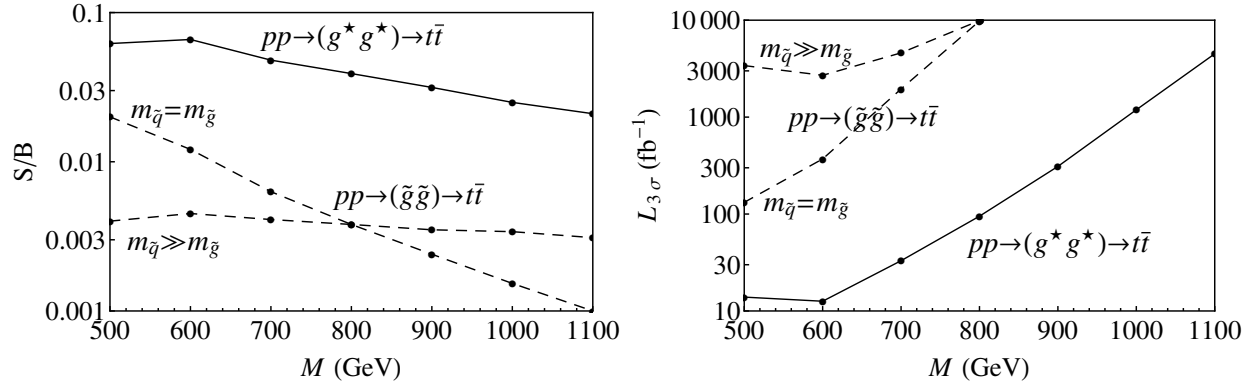 0.1
0.03
0.01
0.003
0.001
S/B
pp→(g★ g★)→tt̄
m_q̃=m_g̃
pp→(g̃g̃)→tt̄
m_q̃≫m_g̃
500 600 700 800 900 1000 1100
M (GeV)
10 000
3000
1000
300
100
30
10
L_3σ (fb⁻¹)
m_q̃≫m_g̃
pp→(g̃g̃)→tt̄
m_q̃=m_g̃
pp→(g★ g★)→tt̄
500 600 700 800 900 1000 1100
M (GeV)